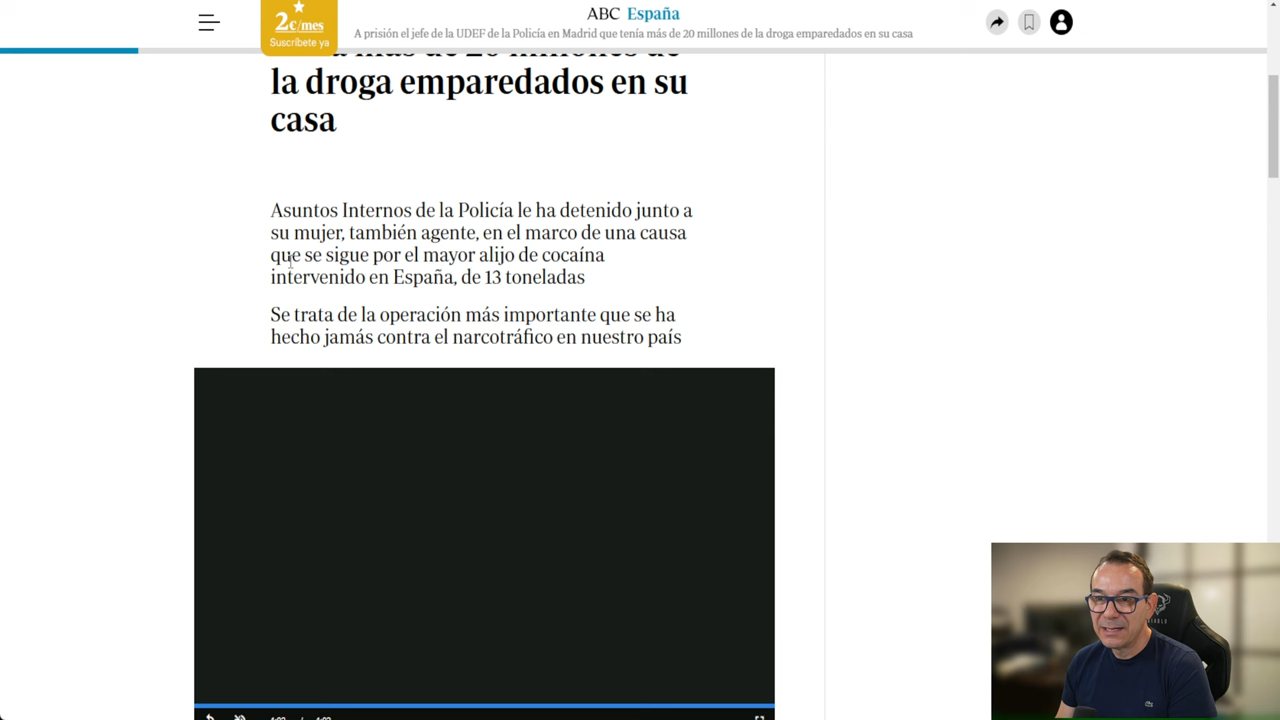 ABC España
2€/mes
Suscríbete ya
A prisión el jefe de la UDEF de la Policía en Madrid que tenía más de 20 millones de la droga emparedados en su casa
la droga emparedados en su
casa
Asuntos Internos de la Policía le ha detenido junto a
su mujer, también agente, en el marco de una causa
que se sigue por el mayor alijo de cocaína
intervenido en España, de 13 toneladas
Se trata de la operación más importante que se ha
hecho jamás contra el narcotráfico en nuestro país